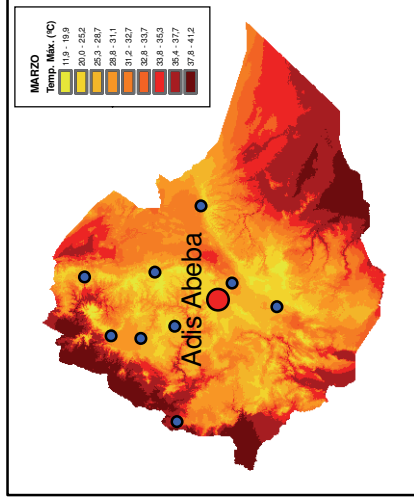 MARZO
Temp. Máx. (ºC)
11,9 - 19,9
20,0 - 25,2
25,3 - 28,7
28,8 - 31,1
31,2 - 32,7
32,8 - 33,7
33,8 - 35,3
35,4 - 37,7
37,8 - 41,2
Adis Abeba